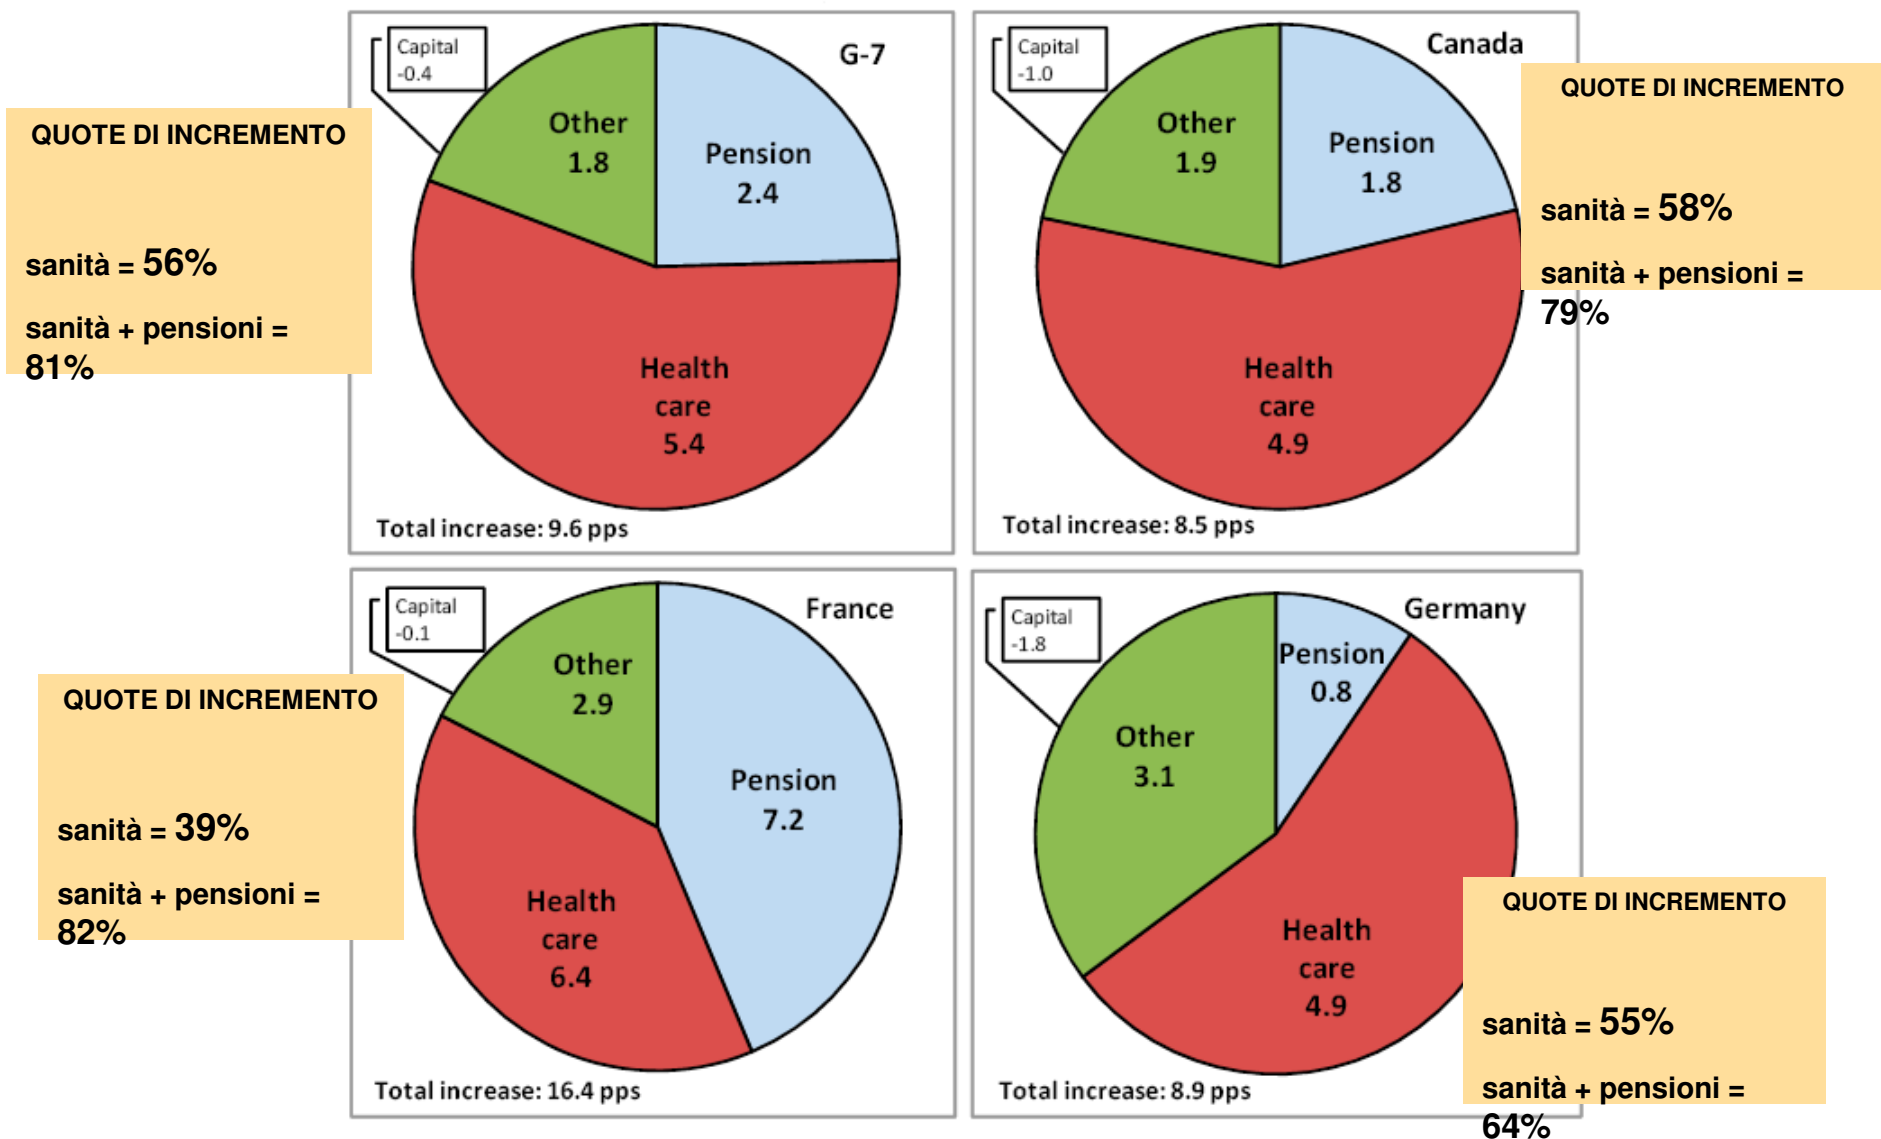 QUOTE DI INCREMENTO
sanità = 56%
sanità + pensioni =
81%
Capital
-0.4
G-7
Other
1.8
Pension
2.4
Health
care
5.4
Total increase: 9.6 pps
Capital
-1.0
Canada
Other
1.9
Pension
1.8
Health
care
4.9
Total increase: 8.5 pps
QUOTE DI INCREMENTO
sanità = 58%
sanità + pensioni =
79%
QUOTE DI INCREMENTO
sanità = 39%
sanità + pensioni =
82%
Capital
-0.1
France
Other
2.9
Pension
7.2
Health
care
6.4
Total increase: 16.4 pps
Capital
-1.8
Germany
Pension
0.8
Other
3.1
Health
care
4.9
Total increase: 8.9 pps
QUOTE DI INCREMENTO
sanità = 55%
sanità + pensioni =
64%